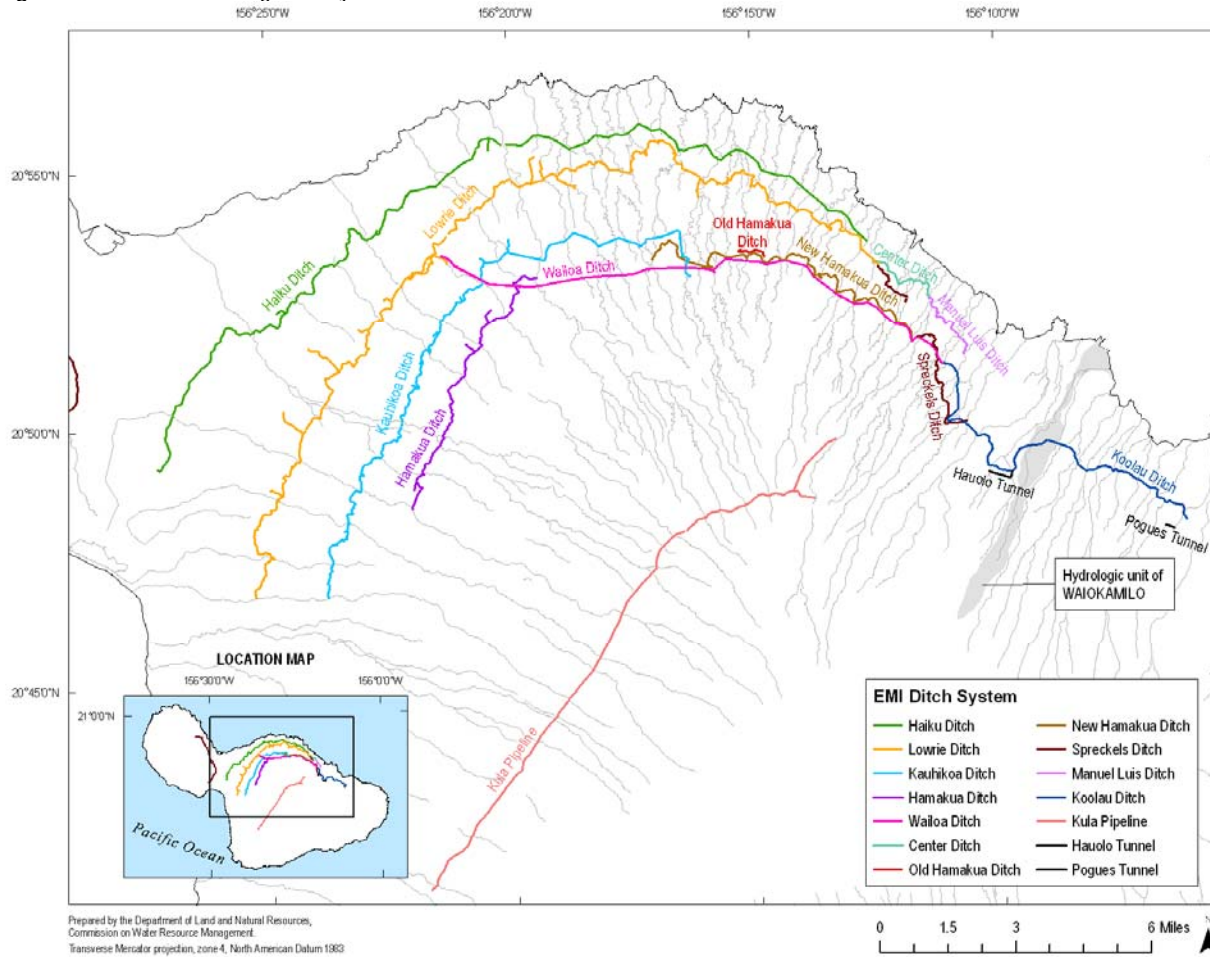 156°25'0"W 156°20'0"W 156°15'0"W 156°10'0"W
20°55'0"N
20°50'0"N
20°45'0"N
Haiku Ditch
Lowrie Ditch
Kauhikoa Ditch
Hamakua Ditch
Wailoa Ditch
Old Hamakua
Ditch
New Hamakua Ditch
Center Ditch
Manuel Luis Ditch
Spreckels Ditch
Koolau Ditch
Hauolo Tunnel
Pogues Tunnel
Kula Pipeline
Hydrologic unit of
WAIOKAMILO
LOCATION MAP
156°30'0"W 156°0'0"W
21°0'0"N
Pacific Ocean
EMI Ditch System
Haiku Ditch
Lowrie Ditch
Kauhikoa Ditch
Hamakua Ditch
Wailoa Ditch
Center Ditch
Old Hamakua Ditch
New Hamakua Ditch
Spreckels Ditch
Manuel Luis Ditch
Koolau Ditch
Kula Pipeline
Hauolo Tunnel
Pogues Tunnel
0 1.5 3 6 Miles
Prepared by the Department of Land and Natural Resources,
Commission on Water Resource Management.
Transverse Mercator projection, zone 4, North American Datum 1983